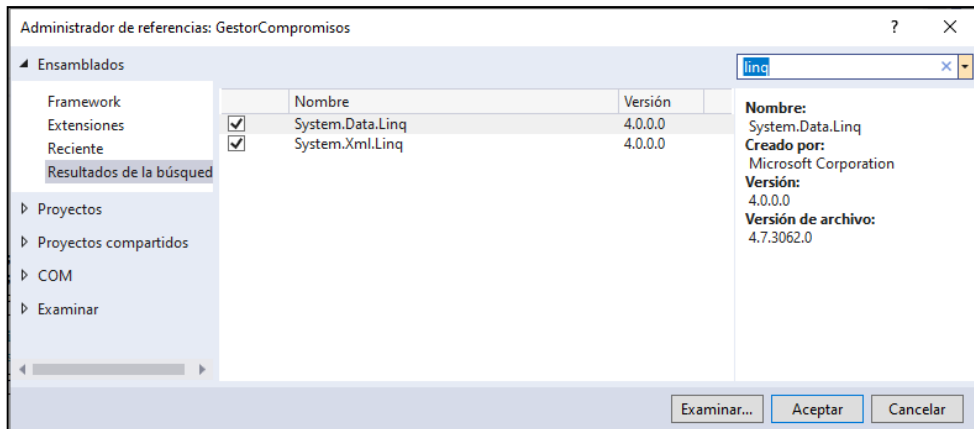 Administrador de referencias: GestorCompromisos
Ensamblados
linq
Framework
Extensiones
Reciente
Resultados de la búsqued
Proyectos
Proyectos compartidos
COM
Examinar
Nombre Versión
System.Data.Linq 4.0.0.0
System.Xml.Linq 4.0.0.0
Nombre:
System.Data.Linq
Creado por:
Microsoft Corporation
Versión:
4.0.0.0
Versión de archivo:
4.7.3062.0
Examinar... Aceptar Cancelar